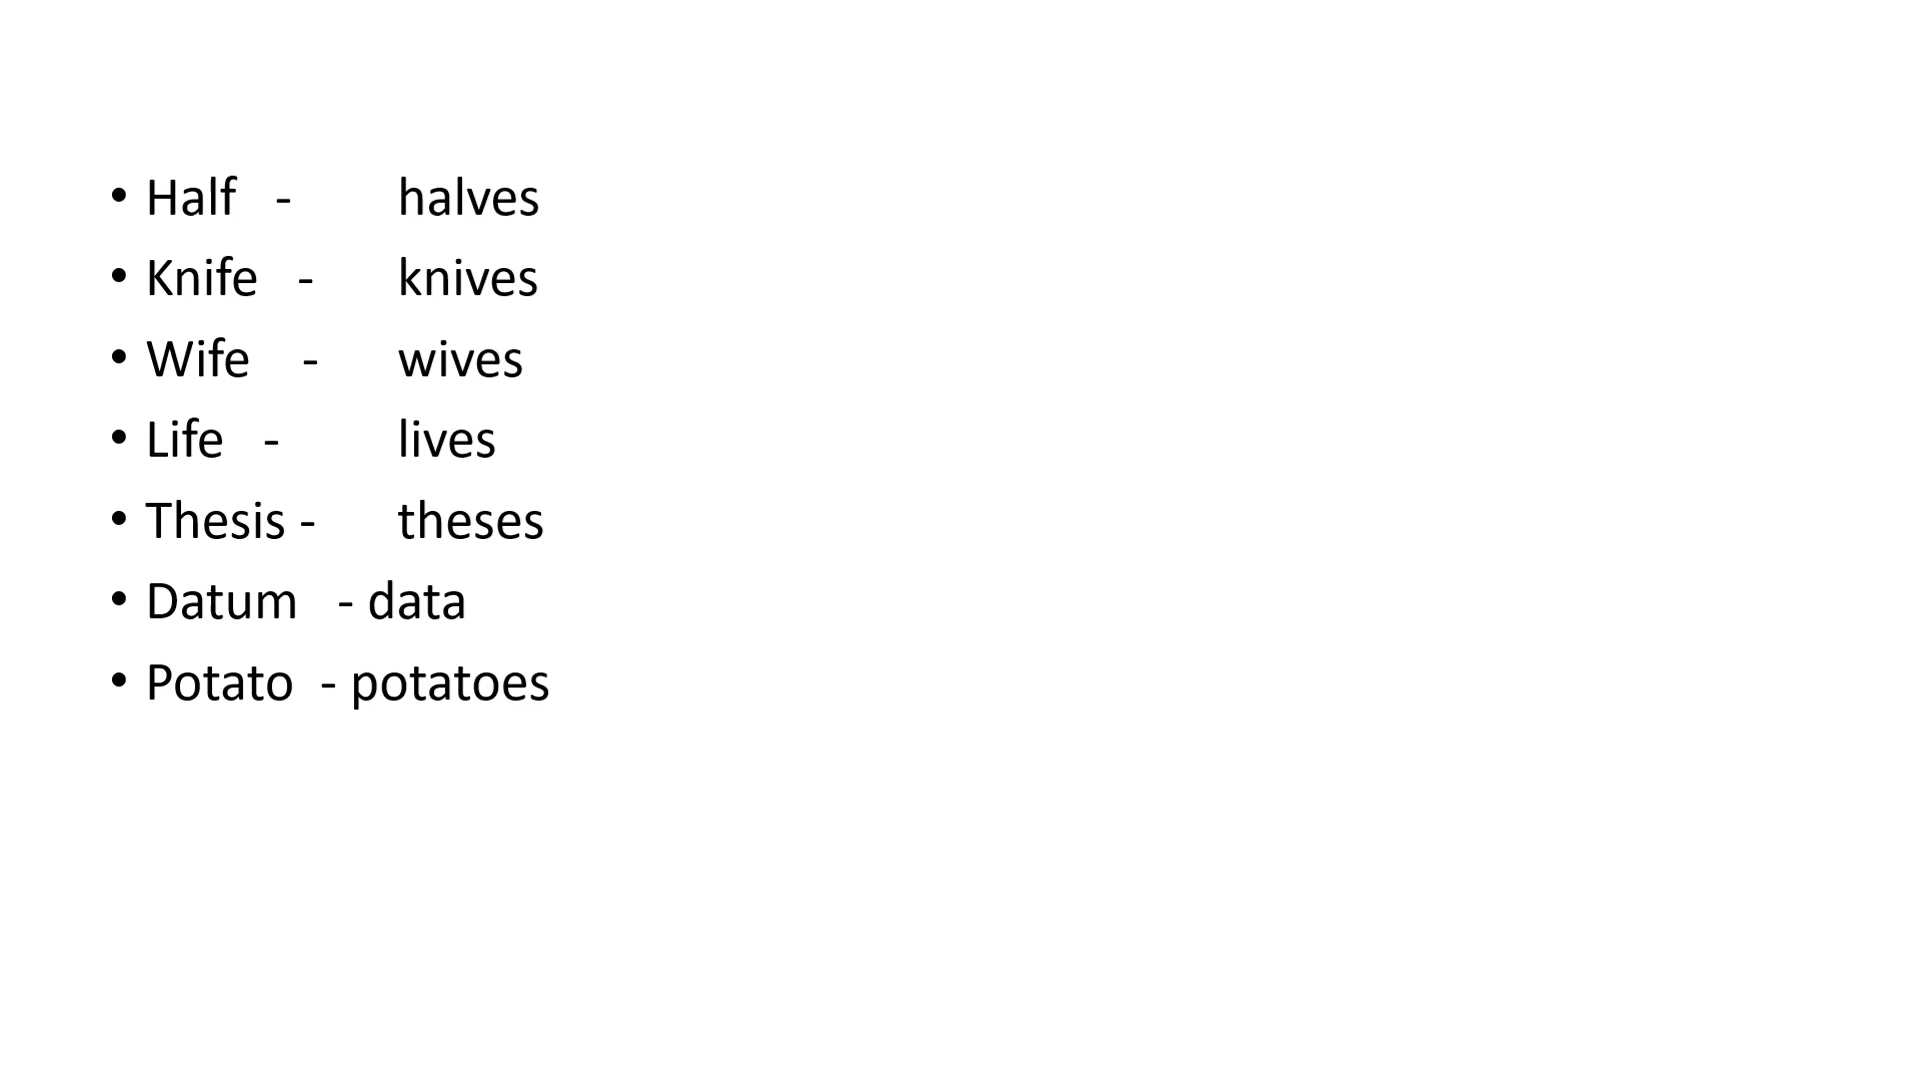 • Half - halves
• Knife - knives
• Wife - wives
• Life - lives
• Thesis - theses
• Datum - data
• Potato - potatoes